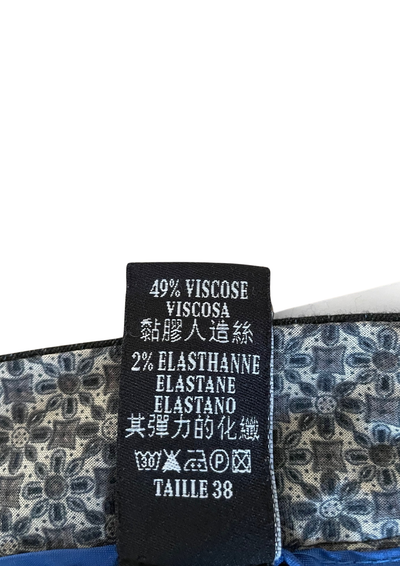 49% VISCOSE
VISCOSA
黏膠人造絲
2% ELASTHANNE
ELASTANE
ELASTANO
其彈力的化纖
TAILLE 38